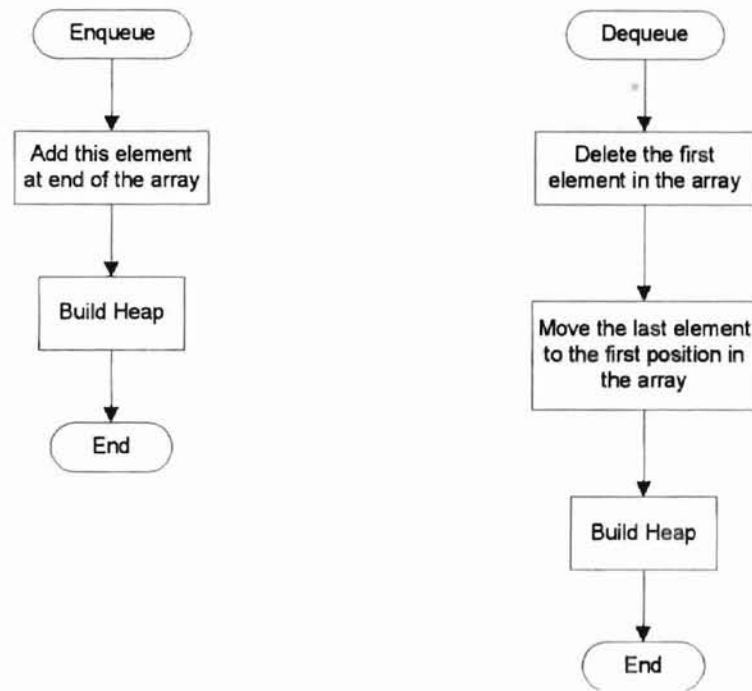 Enqueue
Add this element
at end of the array
Build Heap
End
Dequeue
Delete the first
element in the array
Move the last element
to the first position in
the array
Build Heap
End